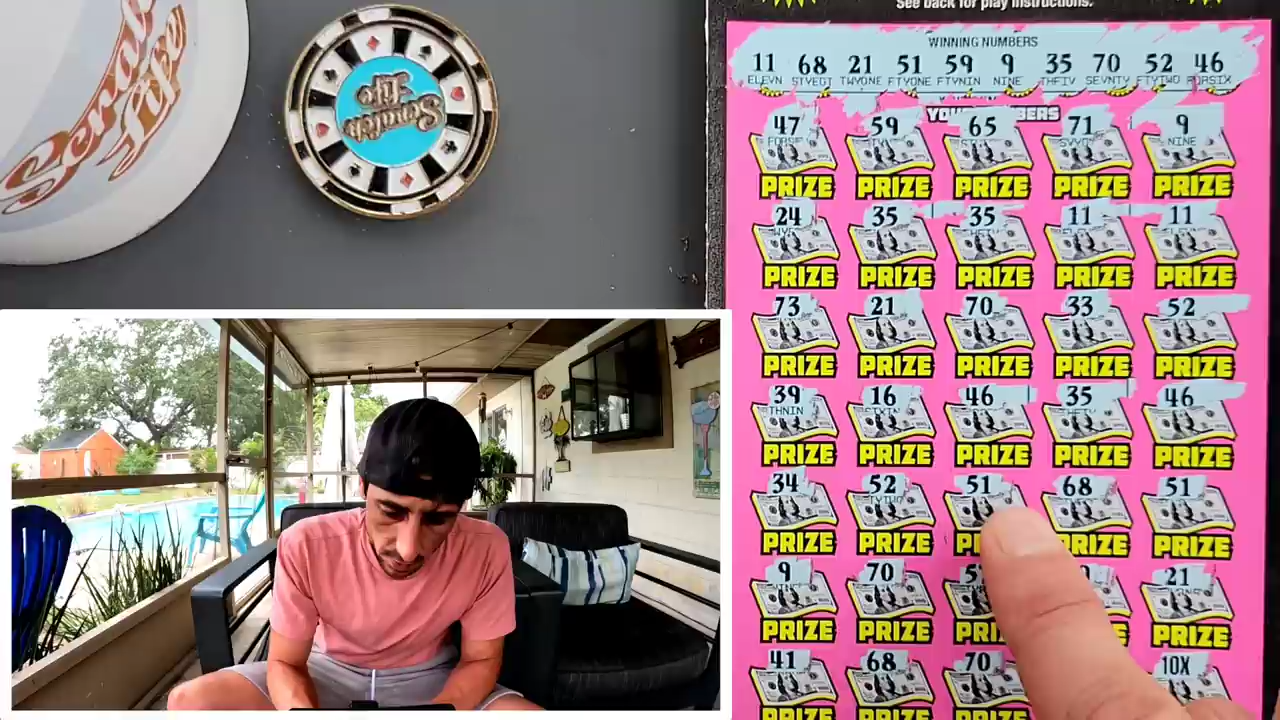 See back for play instructions.
WINNING NUMBERS
11 68 21 51 59 9 35 70 52 46
ELEVN STYEGT TWYONE FTYONE FTYNIN NINE THFIV SEVNTY FTYTWO FORSIX
47 59 65 71 9
NINE
PRIZE PRIZE PRIZE PRIZE PRIZE
24 35 35 11 11
PRIZE PRIZE PRIZE PRIZE PRIZE
73 21 70 33 52
PRIZE PRIZE PRIZE PRIZE PRIZE
39 16 46 35 46
THNIN
PRIZE PRIZE PRIZE PRIZE PRIZE
34 52 51 68 51
PRIZE PRIZE PRIZE PRIZE
9 70 21
PRIZE PRIZE PRIZE
41 68 70 10X
PRIZE PRIZE PRIZE
Scratch
Life
Scratch
Life